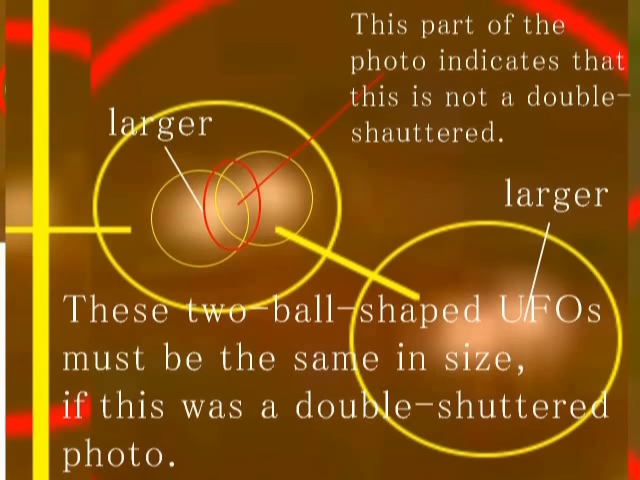 This part of the
photo indicates that
this is not a double-
shauttered.
larger
larger
These two-ball-shaped UFOs
must be the same in size,
if this was a double-shuttered
photo.